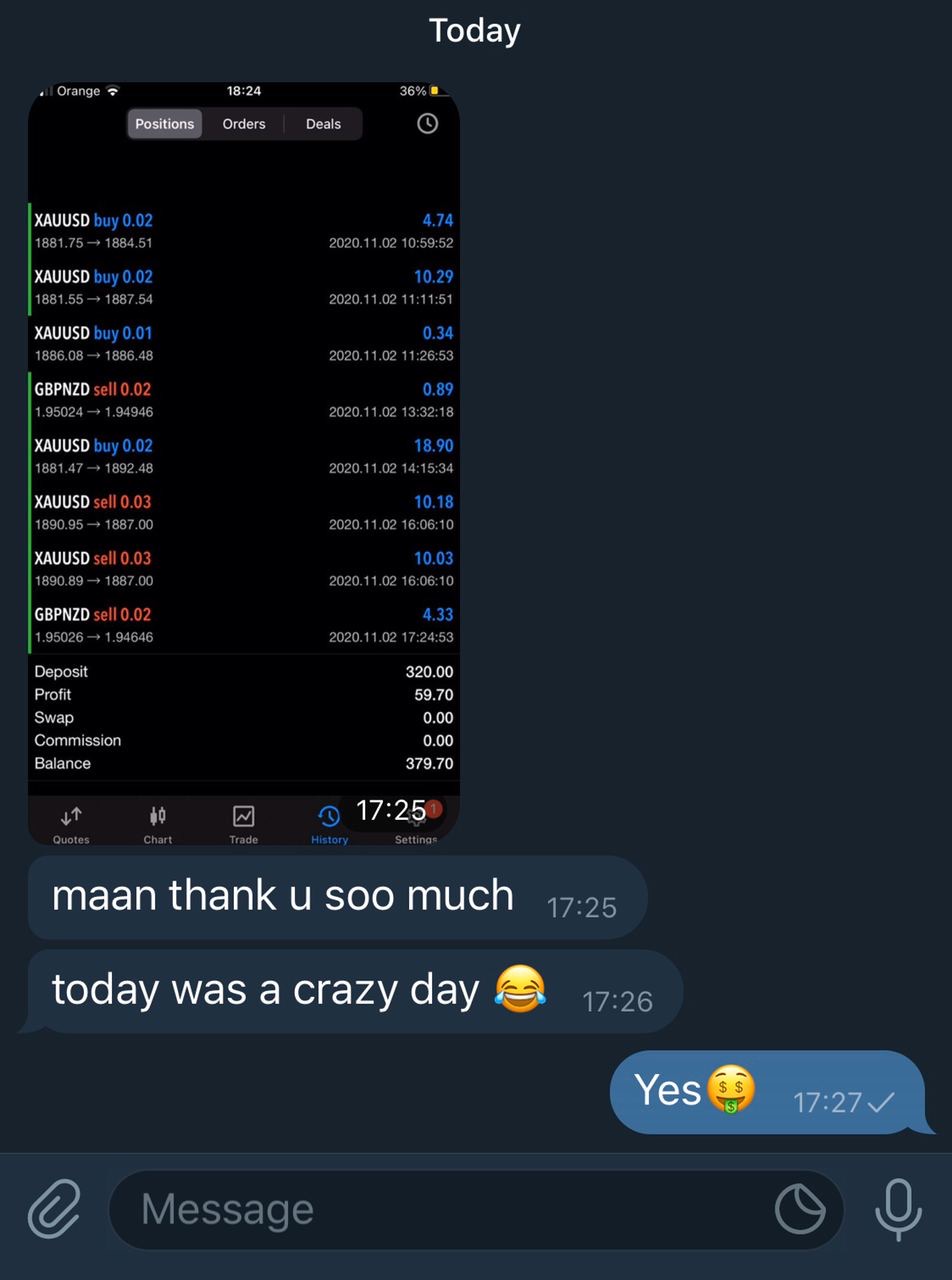 Today
Orange 18:24 36%
Positions Orders Deals
XAUUSD buy 0.02 4.74
1881.75 → 1884.51 2020.11.02 10:59:52
XAUUSD buy 0.02 10.29
1881.55 → 1887.54 2020.11.02 11:11:51
XAUUSD buy 0.01 0.34
1886.08 → 1886.48 2020.11.02 11:26:53
GBPNZD sell 0.02 0.89
1.95024 → 1.94946 2020.11.02 13:32:18
XAUUSD buy 0.02 18.90
1881.47 → 1892.48 2020.11.02 14:15:34
XAUUSD sell 0.03 10.18
1890.95 → 1887.00 2020.11.02 16:06:10
XAUUSD sell 0.03 10.03
1890.89 → 1887.00 2020.11.02 16:06:10
GBPNZD sell 0.02 4.33
1.95026 → 1.94646 2020.11.02 17:24:53
Deposit 320.00
Profit 59.70
Swap 0.00
Commission 0.00
Balance 379.70
17:25 1
Quotes Chart Trade History Settings
maan thank u soo much 17:25
today was a crazy day 😂 17:26
Yes🤑 17:27
Message